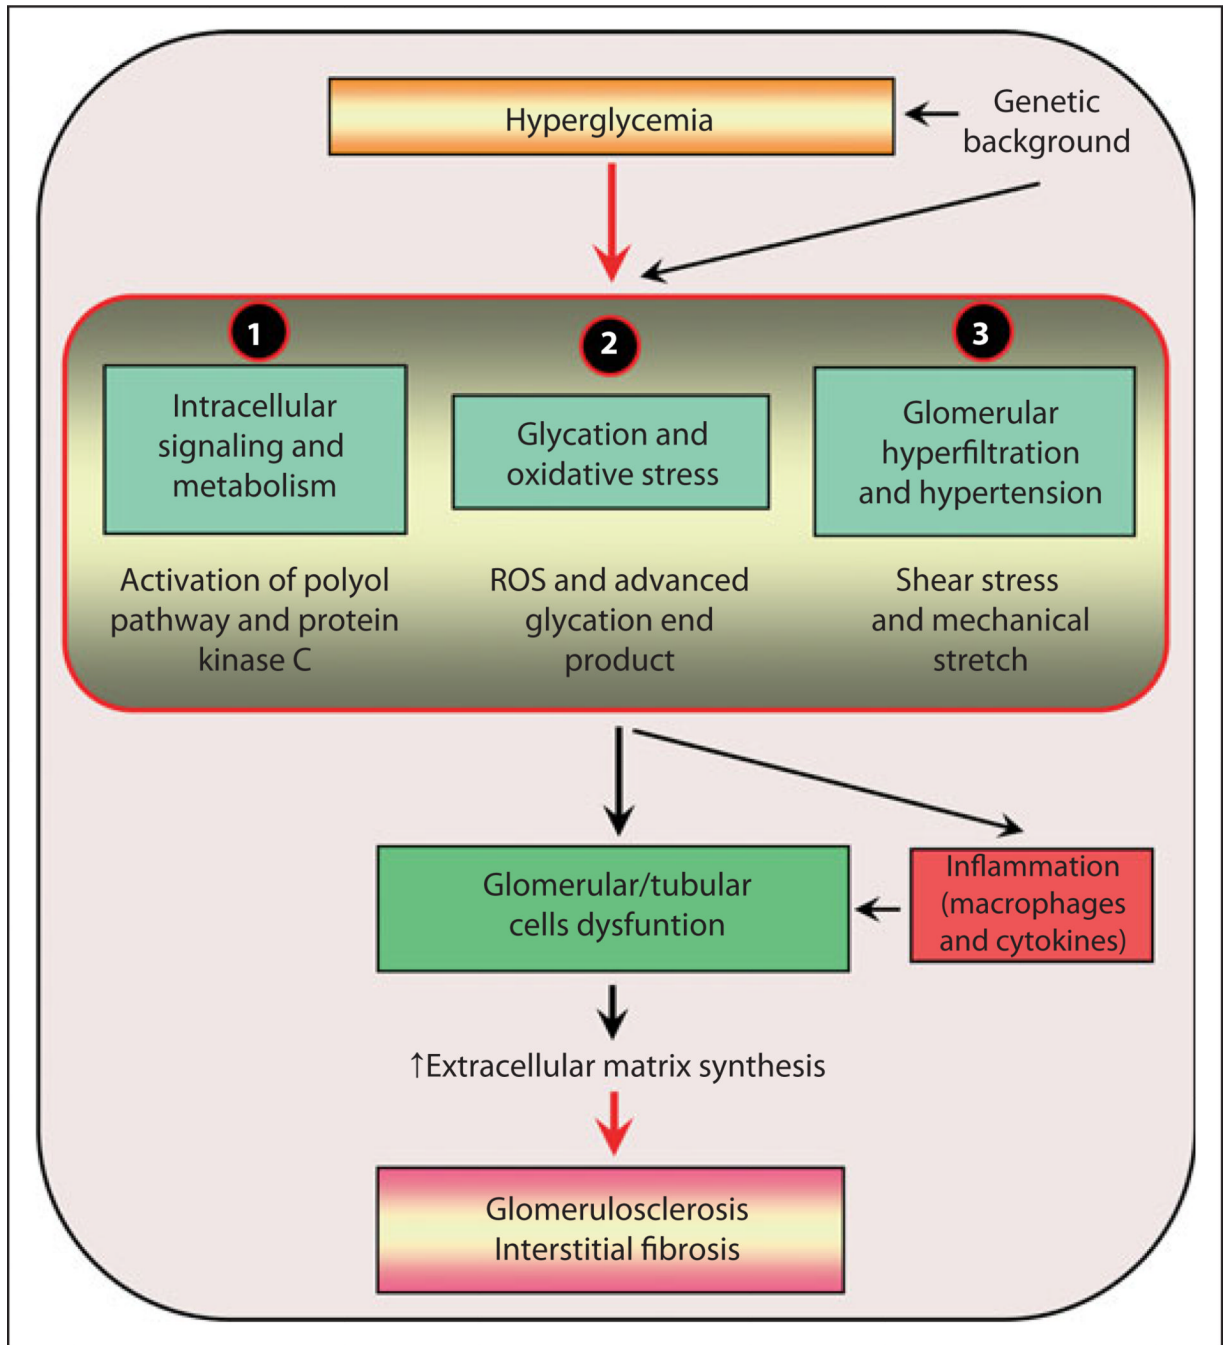 Hyperglycemia
Genetic
background
1
Intracellular
signaling and
metabolism
Activation of polyol
pathway and protein
kinase C
2
Glycation and
oxidative stress
ROS and advanced
glycation end
product
3
Glomerular
hyperfiltration
and hypertension
Shear stress
and mechanical
stretch
Glomerular/tubular
cells dysfuntion
Inflammation
(macrophages
and cytokines)
↑Extracellular matrix synthesis
Glomerulosclerosis
Interstitial fibrosis